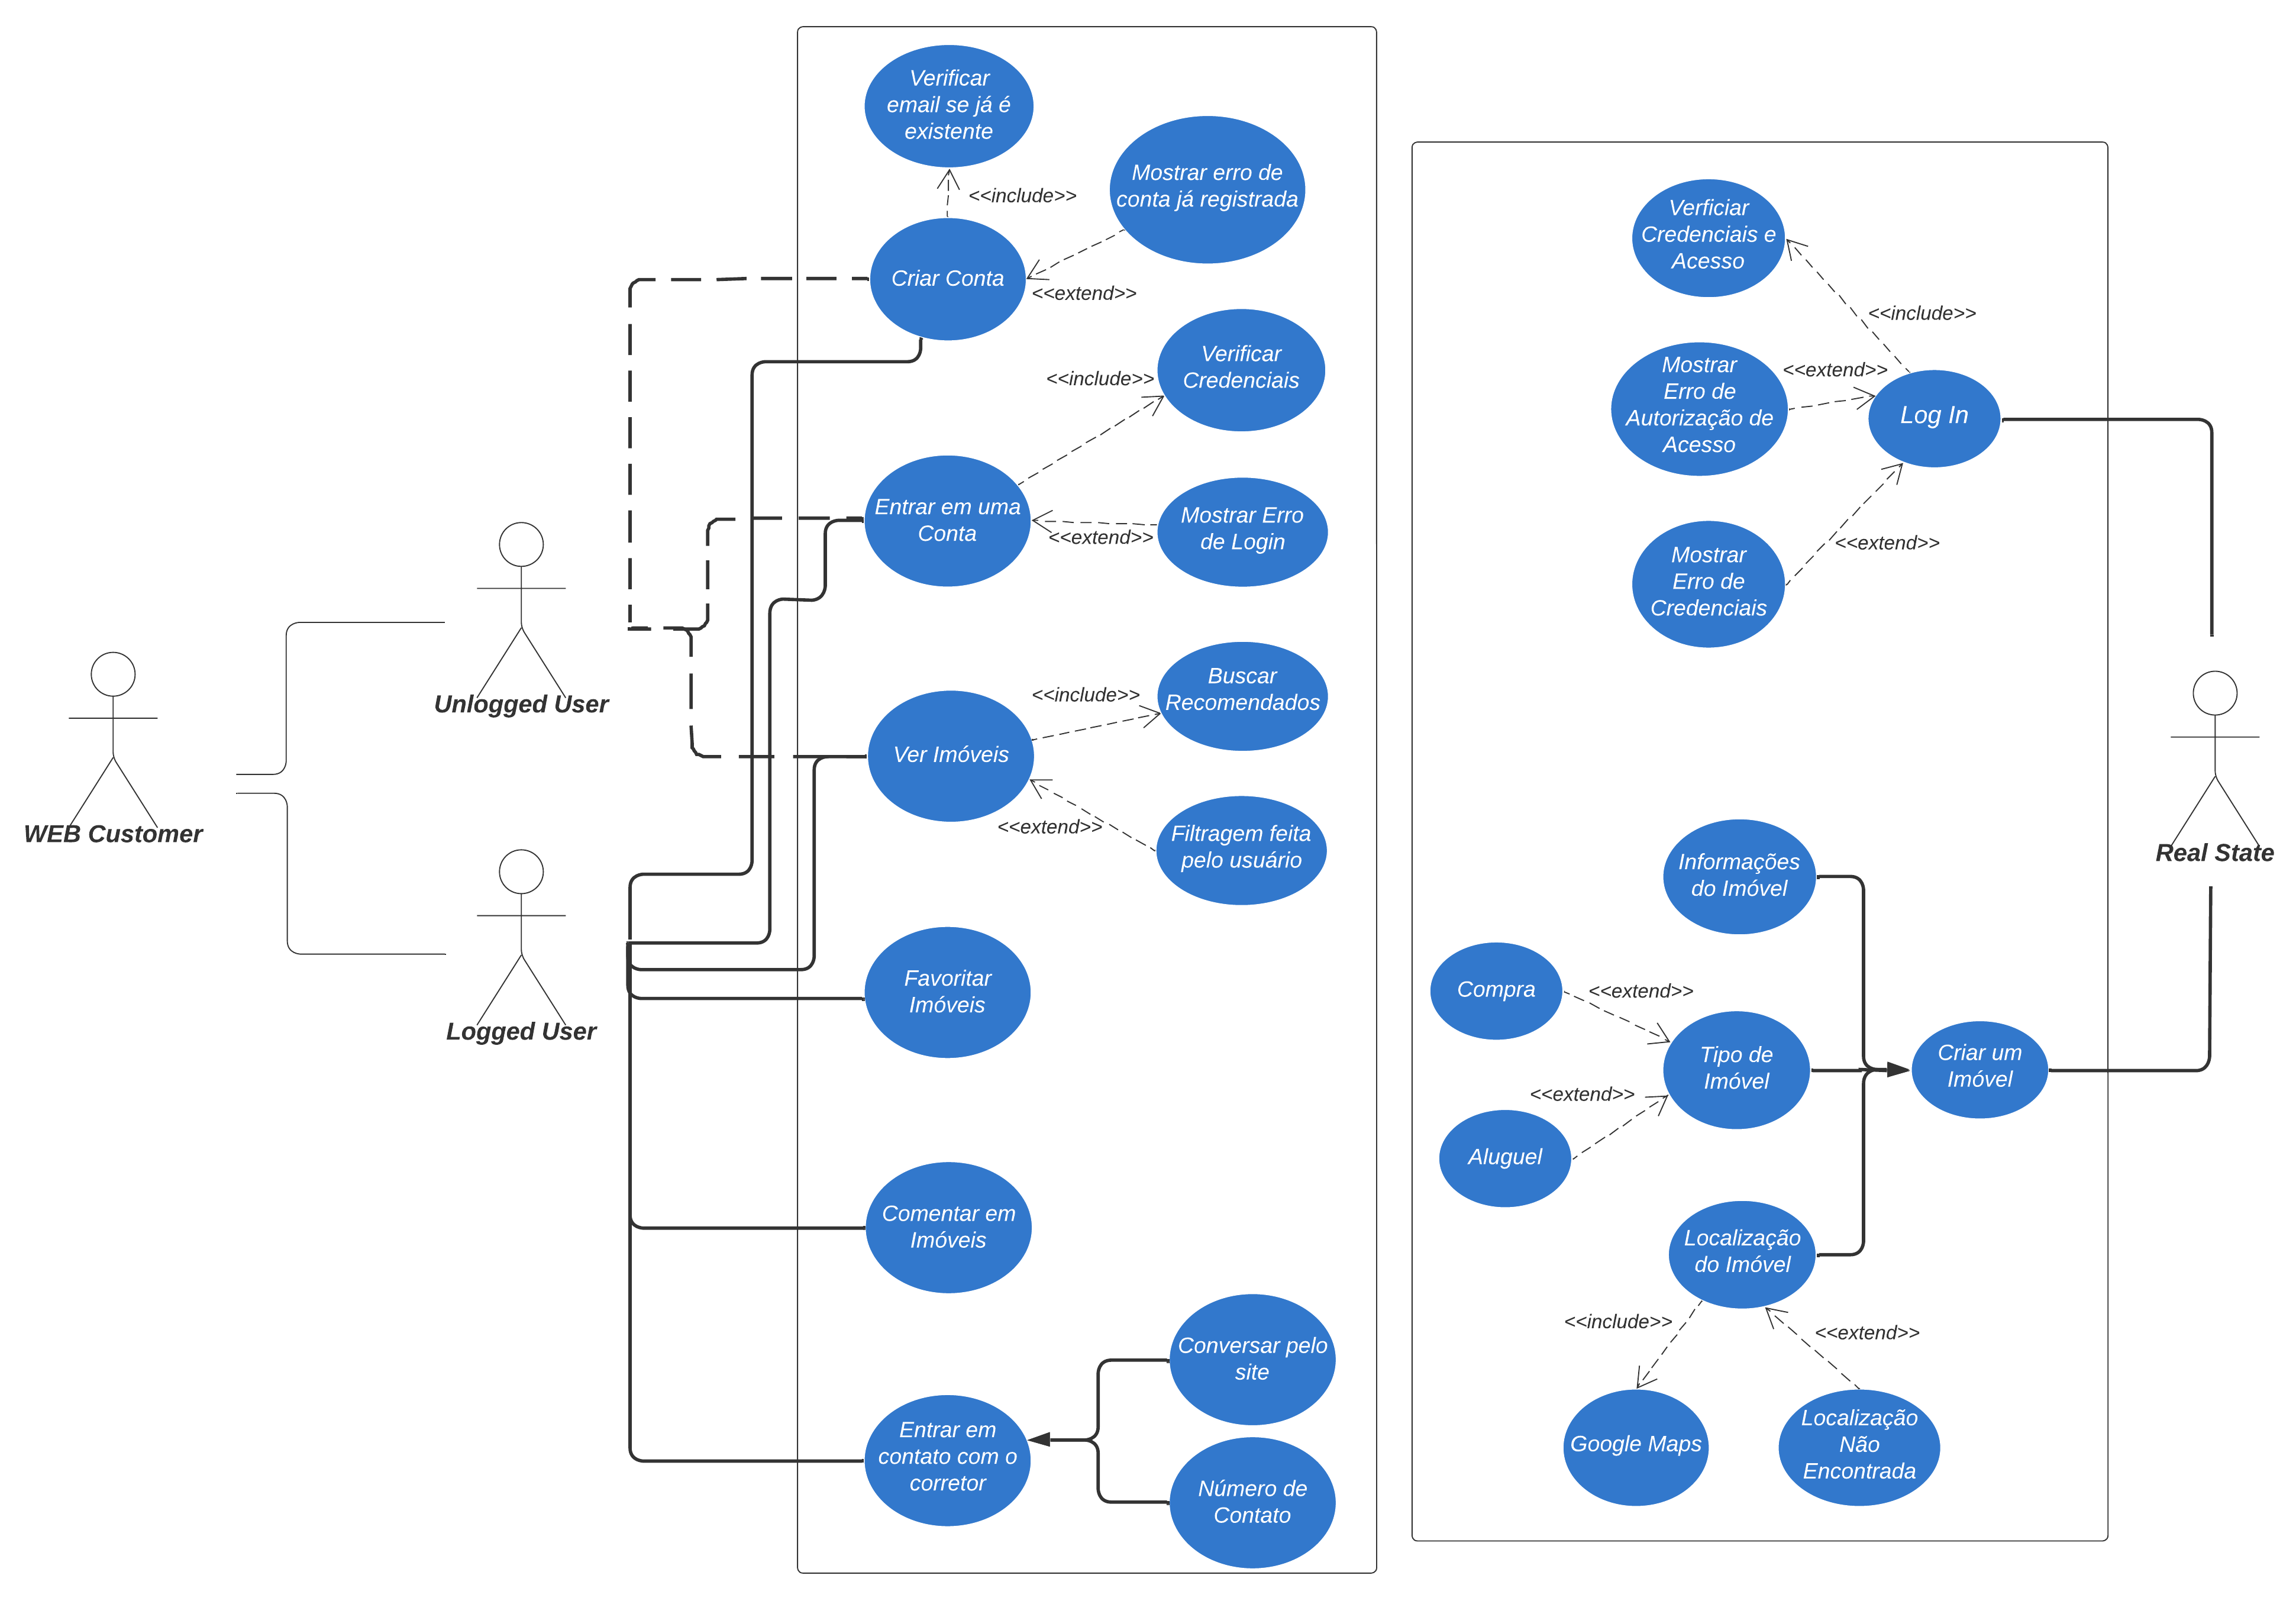 WEB Customer
Unlogged User
Logged User
Verificar
email se já é
existente
<<include>>
Mostrar erro de
conta já registrada
Criar Conta
<<extend>>
Verificar
Credenciais
<<include>>
Entrar em uma
Conta
Mostrar Erro
de Login
<<extend>>
Buscar
Recomendados
<<include>>
Ver Imóveis
<<extend>>
Filtragem feita
pelo usuário
Favoritar
Imóveis
Comentar em
Imóveis
Conversar pelo
site
Entrar em
contato com o
corretor
Número de
Contato
Verficiar
Credenciais e
Acesso
<<include>>
Mostrar
Erro de
Autorização de
Acesso
<<extend>>
Log In
Mostrar
Erro de
Credenciais
<<extend>>
Real State
Informações
do Imóvel
Compra
<<extend>>
Tipo de
Imóvel
Criar um
Imóvel
<<extend>>
Aluguel
Localização
do Imóvel
<<include>>
<<extend>>
Google Maps
Localização
Não
Encontrada